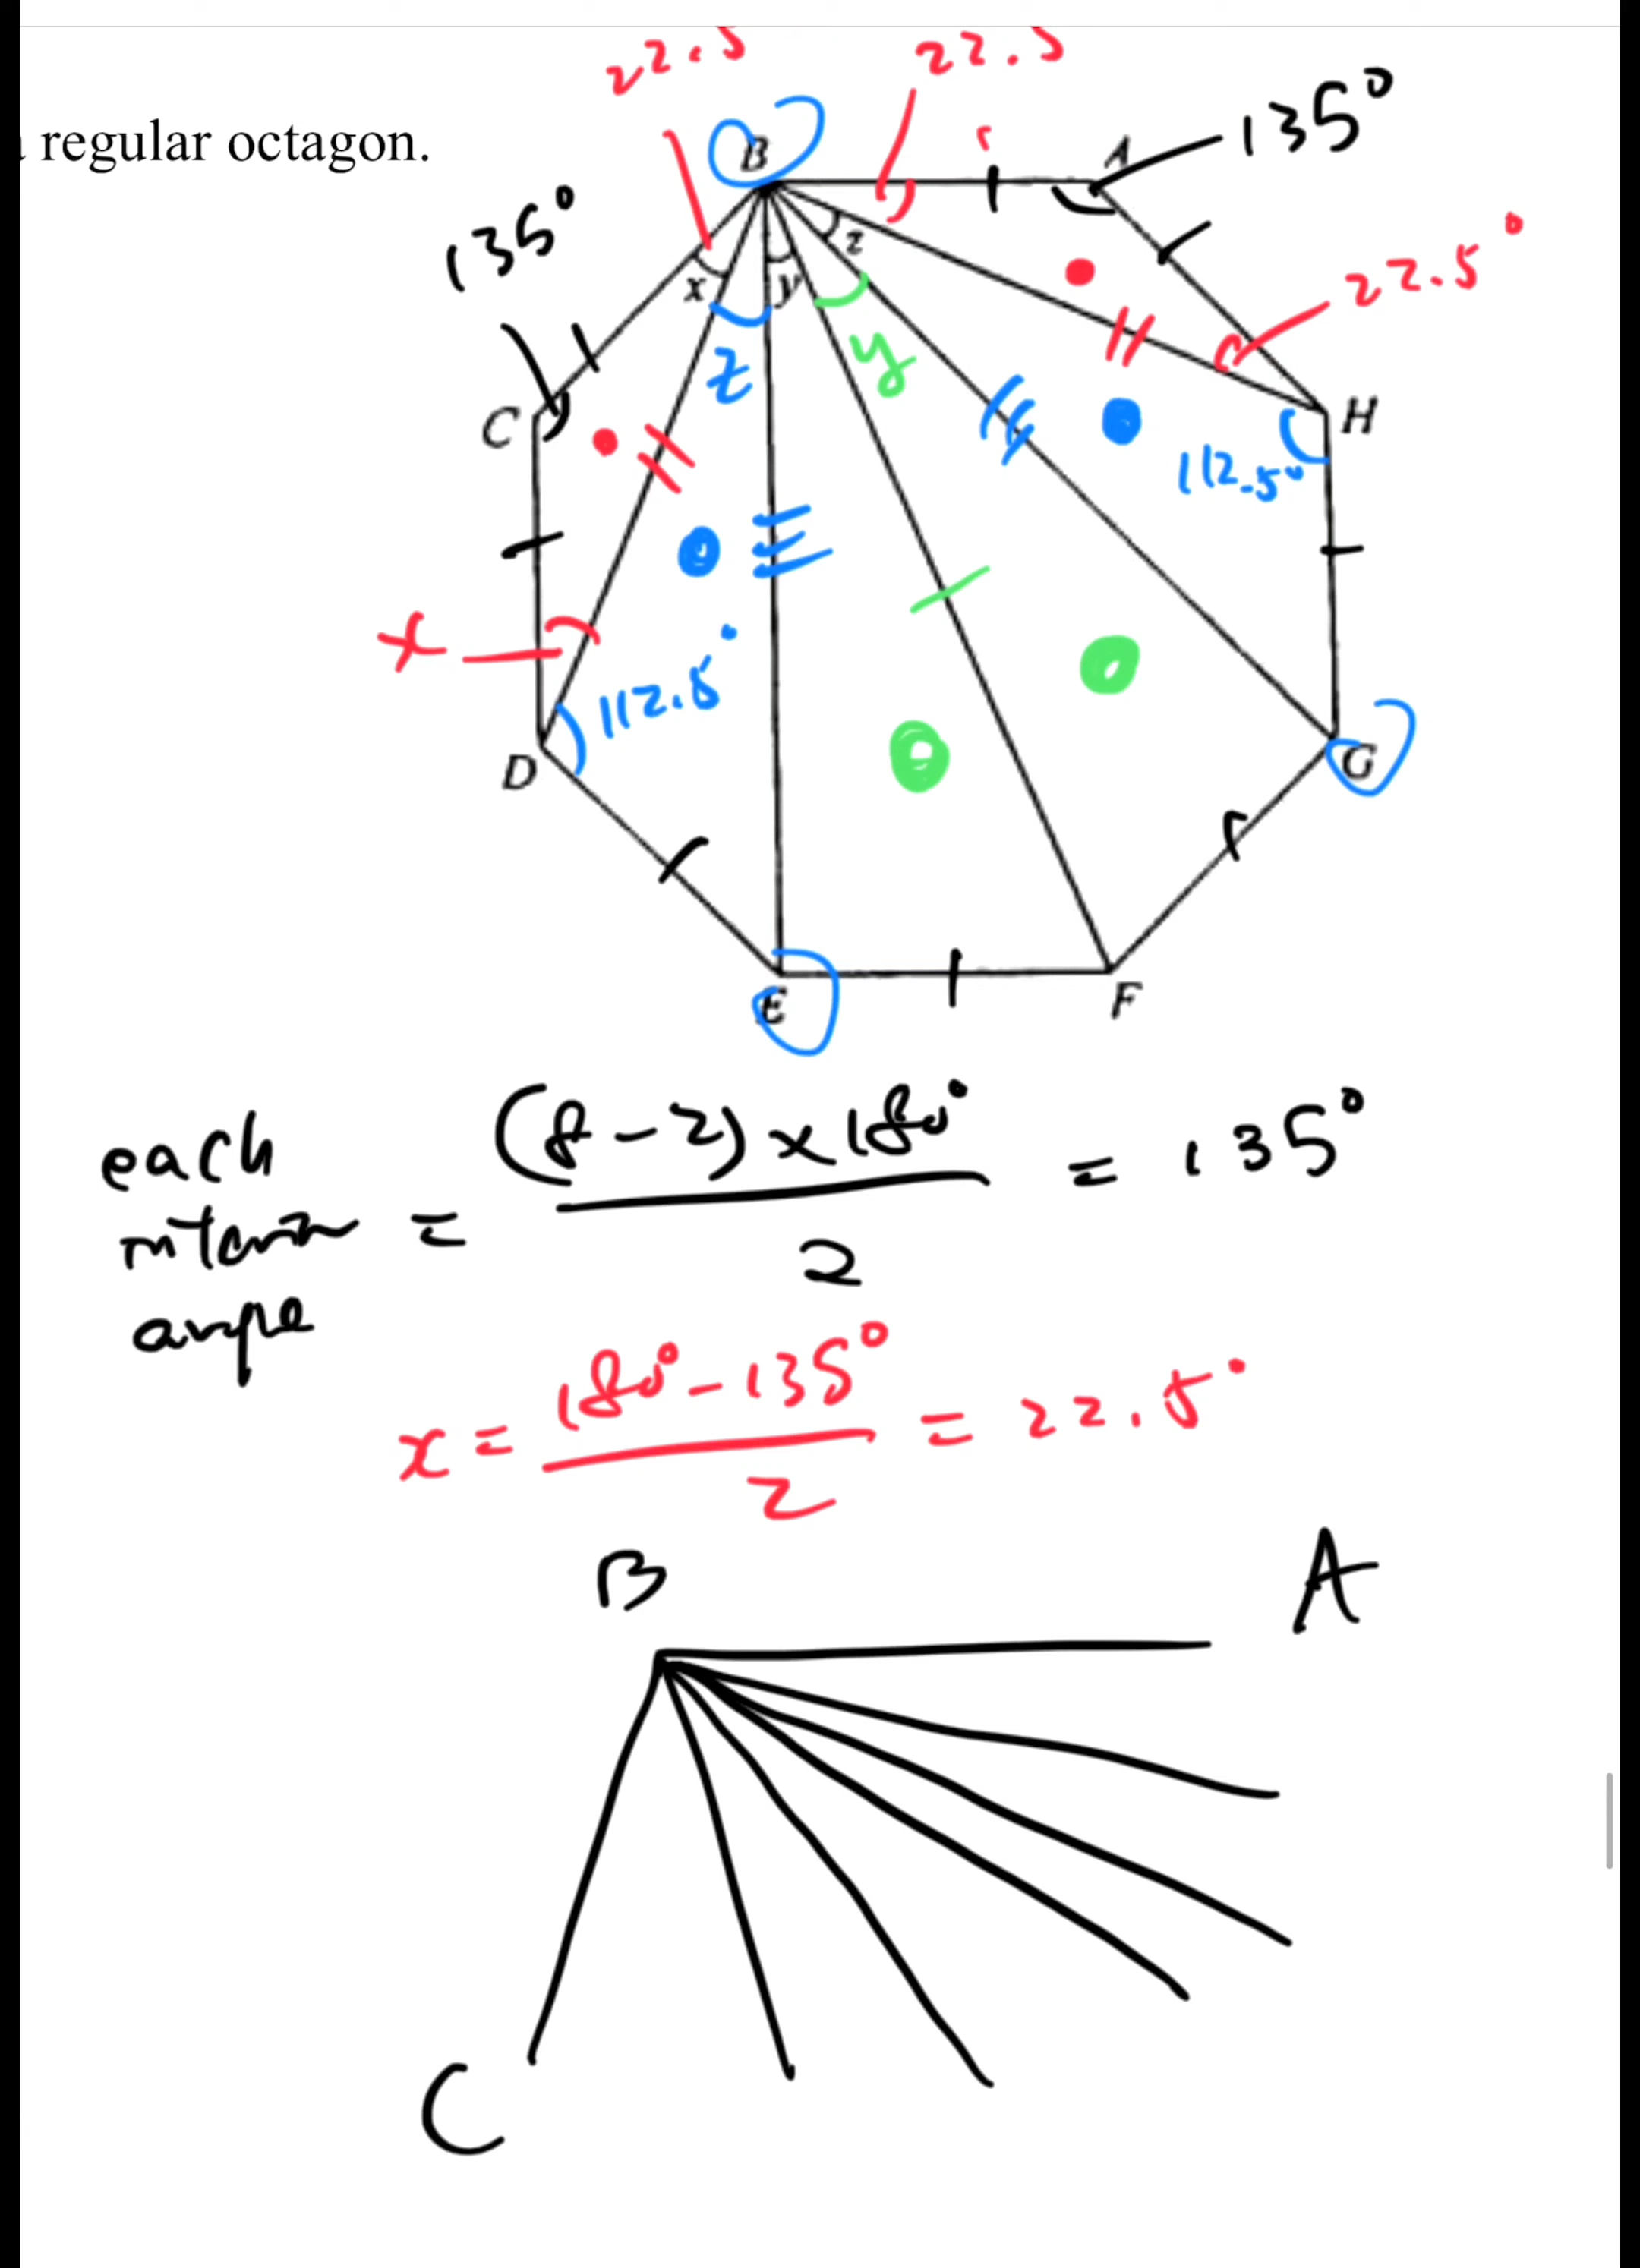 22.5
22.5
135°
regular octagon.
B
A
135°
x
y
z
22.5°
z
y
C
H
112.5°
x
112.5°
D
G
E
F
each
interior
angle
= (8-2)×180° / 2 = 135°
x = 180°-135° / 2 = 22.5°
B
A
C